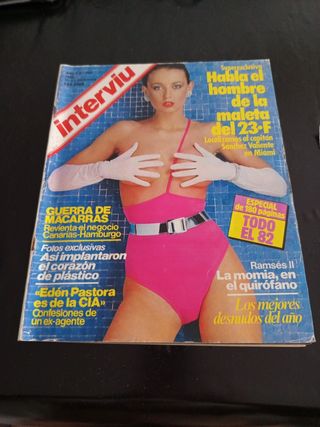 interviu
Superexclusiva
Habla el
hombre
de la
maleta
del 23-F
Localizamos al capitán
Sánchez Valiente
en Miami
ESPECIAL
de 160 páginas
TODO
EL 82
GUERRA DE
MACARRAS
Revienta el negocio
Canarias-Hamburgo
Fotos exclusivas
Así implantaron
el corazón
de plástico
«Edén Pastora
es de la CIA»
Confesiones de
un ex-agente
Ramsés II
La momia, en
el quirófano
Los mejores
desnudos del año